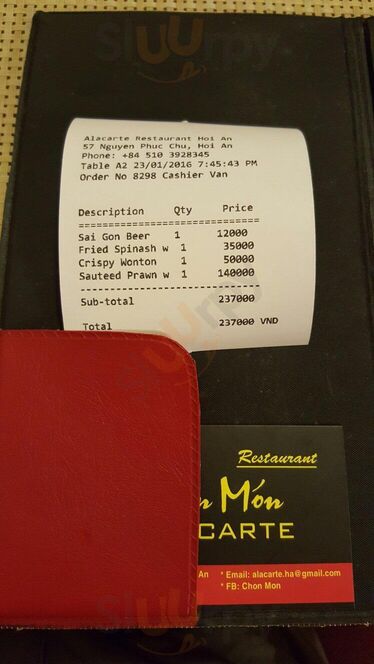 Sluurpy
Alacarte Restaurant Hoi An
57 Nguyen Phuc Chu, Hoi An
Phone: +84 510 3928345
Table A2 23/01/2016 7:45:43 PM
Order No 8298 Cashier Van
Description Qty Price
Sai Gon Beer 1 12000
Fried Spinash w 1 35000
Crispy Wonton 1 50000
Sauteed Prawn w 1 140000
Sub-total 237000
Total 237000 VND
Sluurpy
Restaurant
n Món
CARTE
An * Email: alacarte.ha@gmail.com
* FB: Chon Mon